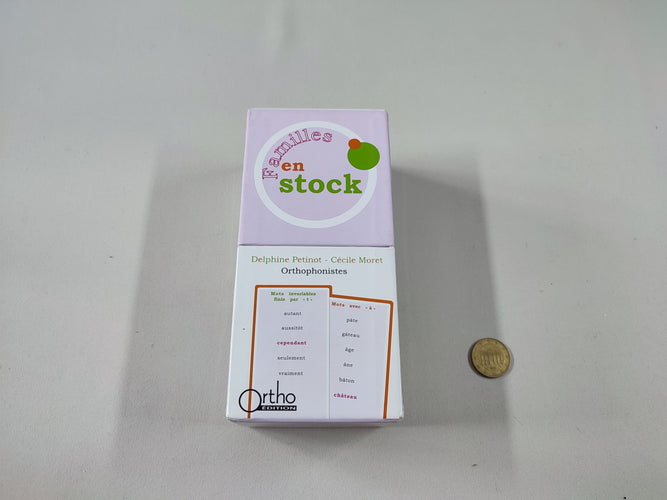 Familles
en
stock
Delphine Petinot - Cécile Moret
Orthophonistes
Mots invariables
finis par « t »
autant
aussitôt
cependant
seulement
vraiment
Mots avec « â »
pâte
gâteau
âge
âne
bâton
château
Ortho
EDITION